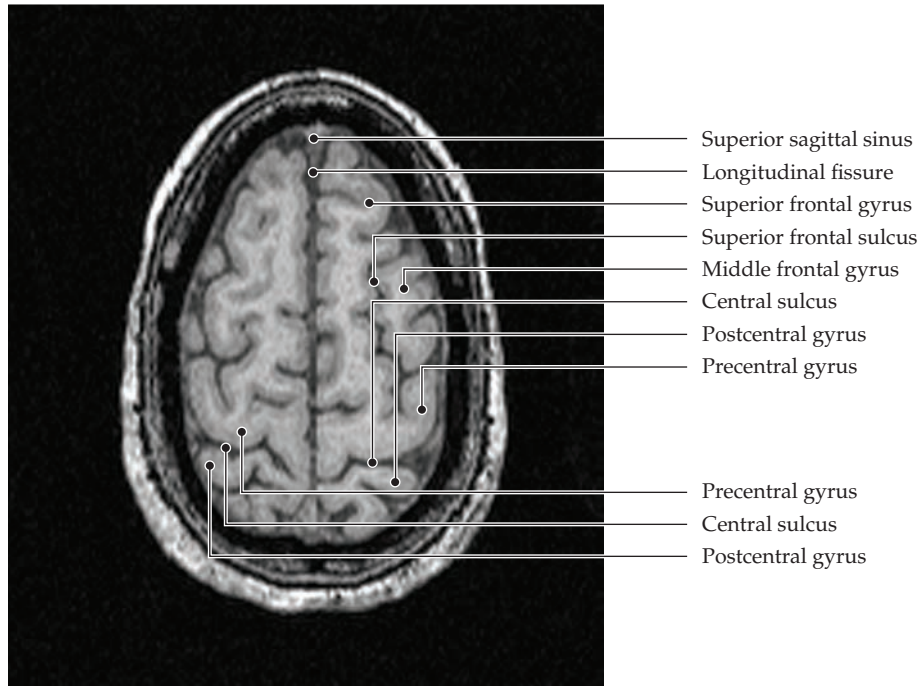 Superior sagittal sinus
Longitudinal fissure
Superior frontal gyrus
Superior frontal sulcus
Middle frontal gyrus
Central sulcus
Postcentral gyrus
Precentral gyrus
Precentral gyrus
Central sulcus
Postcentral gyrus